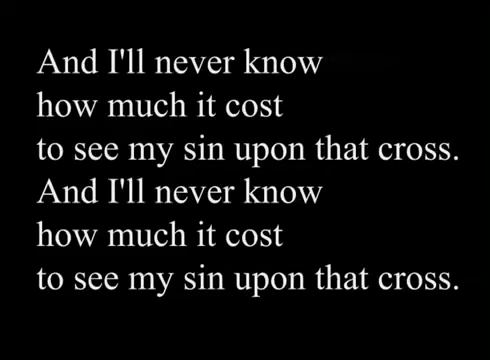 And I'll never know
how much it cost
to see my sin upon that cross.
And I'll never know
how much it cost
to see my sin upon that cross.